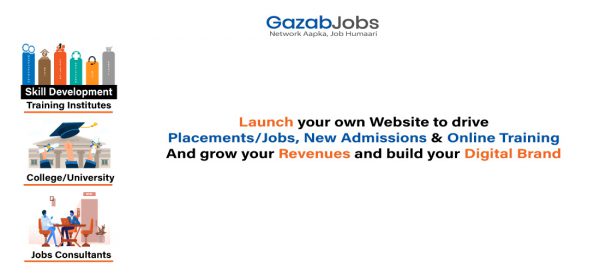 GazabJobs
Network Aapka, Job Humaari
Skill Development
Training Institutes
College/University
Jobs Consultants
Launch your own Website to drive
Placements/Jobs, New Admissions & Online Training
And grow your Revenues and build your Digital Brand